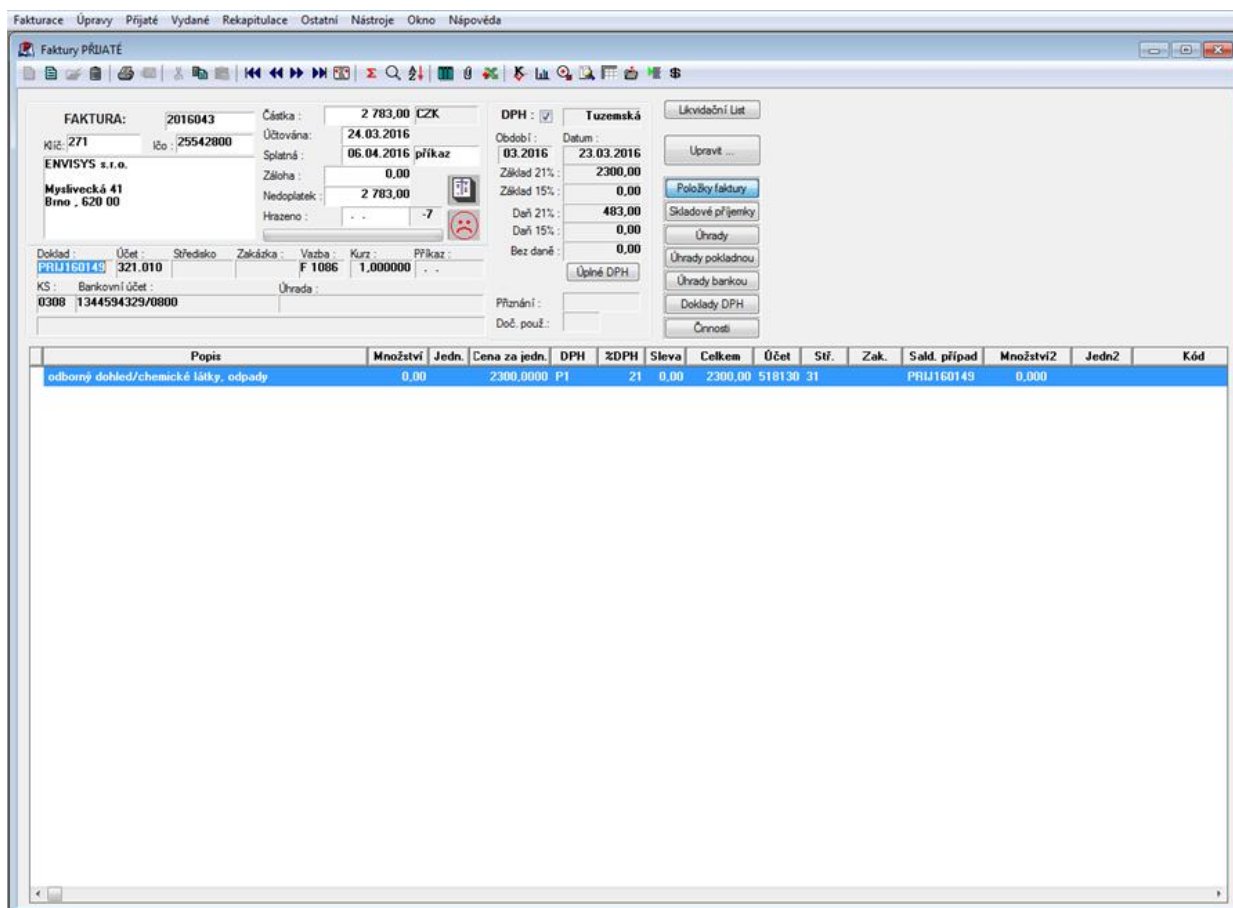 Fakturace Úpravy Přijaté Vydané Rekapitulace Ostatní Nástroje Okno Nápověda
Faktury PŘIJATÉ
FAKTURA: 2016043
Klíč: 271 Ičo : 25542800
ENVISYS s.r.o.
Myslivecká 41
Brno , 620 00
Částka : 2 783,00 CZK
Účtována: 24.03.2016
Splatná : 06.04.2016 příkaz
Záloha : 0,00
Nedoplatek : 2 783,00
Hrazeno : . . -7
DPH : Tuzemská
Období : Datum :
03.2016 23.03.2016
Základ 21% : 2300,00
Základ 15% : 0,00
Daň 21% : 483,00
Daň 15% : 0,00
Bez daně : 0,00
Úplné DPH
Přiznání :
Doč. použ.:
Likvidační List
Upravit ...
Položky faktury
Skladové příjemky
Úhrady
Úhrady pokladnou
Úhrady bankou
Doklady DPH
Činnosti
Doklad : Účet : Středisko Zakázka : Vazba : Kurz : Příkaz :
PRIJ160149 321.010 F 1086 1,000000 . .
KS : Bankovní účet : Úhrada :
0308 1344594329/0800
Popis Množství Jedn. Cena za jedn. DPH %DPH Sleva Celkem Účet Stř. Zak. Sald. případ Množství2 Jedn2 Kód
odborný dohled/chemické látky, odpady 0,00 2300,0000 P1 21 0,00 2300,00 518130 31 PRIJ160149 0,000